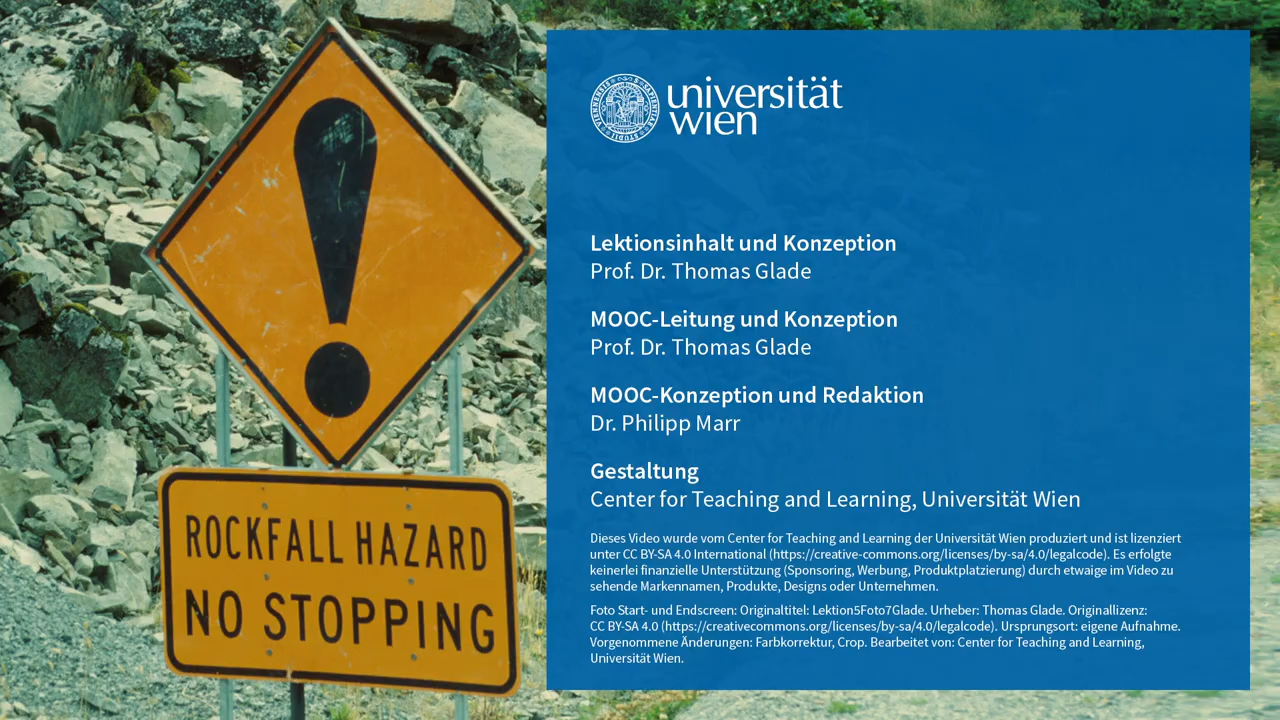 ROCKFALL HAZARD
NO STOPPING
universität
wien
Lektionsinhalt und Konzeption
Prof. Dr. Thomas Glade
MOOC-Leitung und Konzeption
Prof. Dr. Thomas Glade
MOOC-Konzeption und Redaktion
Dr. Philipp Marr
Gestaltung
Center for Teaching and Learning, Universität Wien
Dieses Video wurde vom Center for Teaching and Learning der Universität Wien produziert und ist lizenziert
unter CC BY-SA 4.0 International (https://creative-commons.org/licenses/by-sa/4.0/legalcode). Es erfolgte
keinerlei finanzielle Unterstützung (Sponsoring, Werbung, Produktplatzierung) durch etwaige im Video zu
sehende Markennamen, Produkte, Designs oder Unternehmen.
Foto Start- und Endscreen: Originaltitel: Lektion5Foto7Glade. Urheber: Thomas Glade. Originallizenz:
CC BY-SA 4.0 (https://creativecommons.org/licenses/by-sa/4.0/legalcode). Ursprungsort: eigene Aufnahme.
Vorgenommene Änderungen: Farbkorrektur, Crop. Bearbeitet von: Center for Teaching and Learning,
Universität Wien.